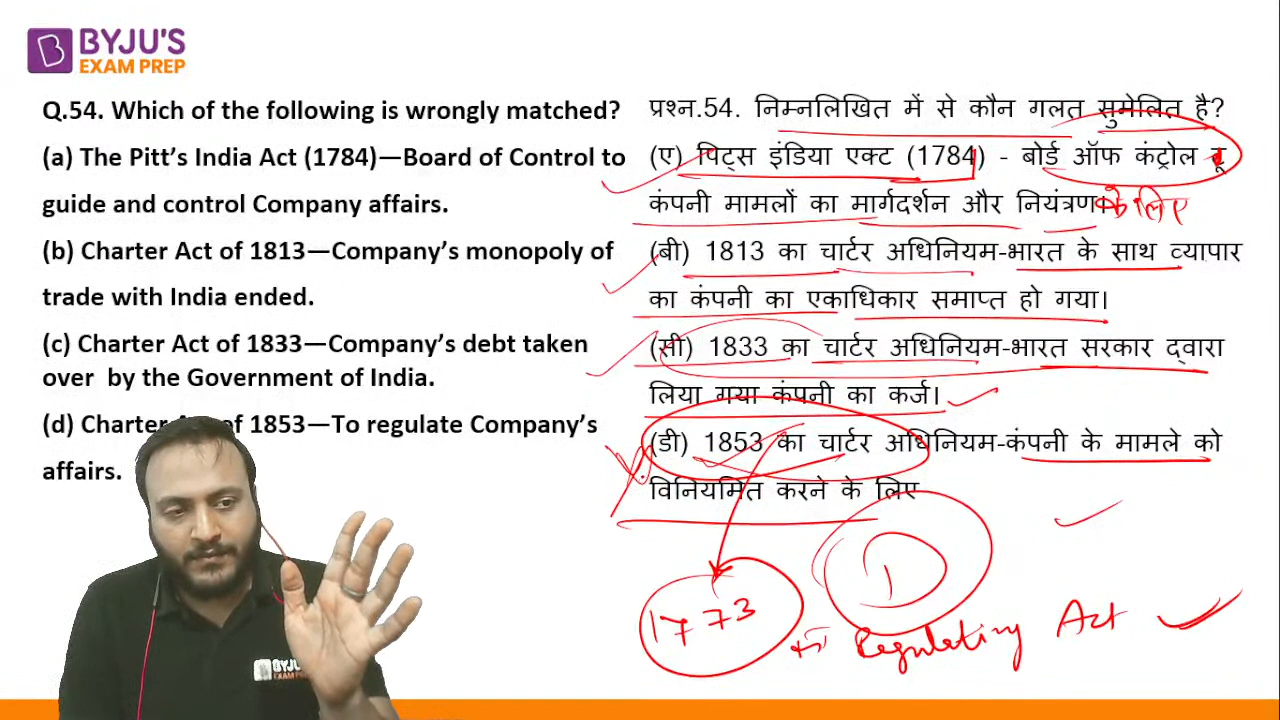 BYJU'S
EXAM PREP
Q.54. Which of the following is wrongly matched?
(a) The Pitt's India Act (1784)—Board of Control to
guide and control Company affairs.
(b) Charter Act of 1813—Company's monopoly of
trade with India ended.
(c) Charter Act of 1833—Company's debt taken
over by the Government of India.
(d) Charter Act of 1853—To regulate Company's
affairs.
प्रश्न.54. निम्नलिखित में से कौन गलत सुमेलित है?
(ए) पिट्स इंडिया एक्ट (1784) - बोर्ड ऑफ कंट्रोल टू
कंपनी मामलों का मार्गदर्शन और नियंत्रण। के लिए
(बी) 1813 का चार्टर अधिनियम-भारत के साथ व्यापार
का कंपनी का एकाधिकार समाप्त हो गया।
(सी) 1833 का चार्टर अधिनियम-भारत सरकार द्वारा
लिया गया कंपनी का कर्ज।
(डी) 1853 का चार्टर अधिनियम-कंपनी के मामले को
विनियमित करने के लिए
D
1773
Regulating Act
BYJU
EXAM PREP